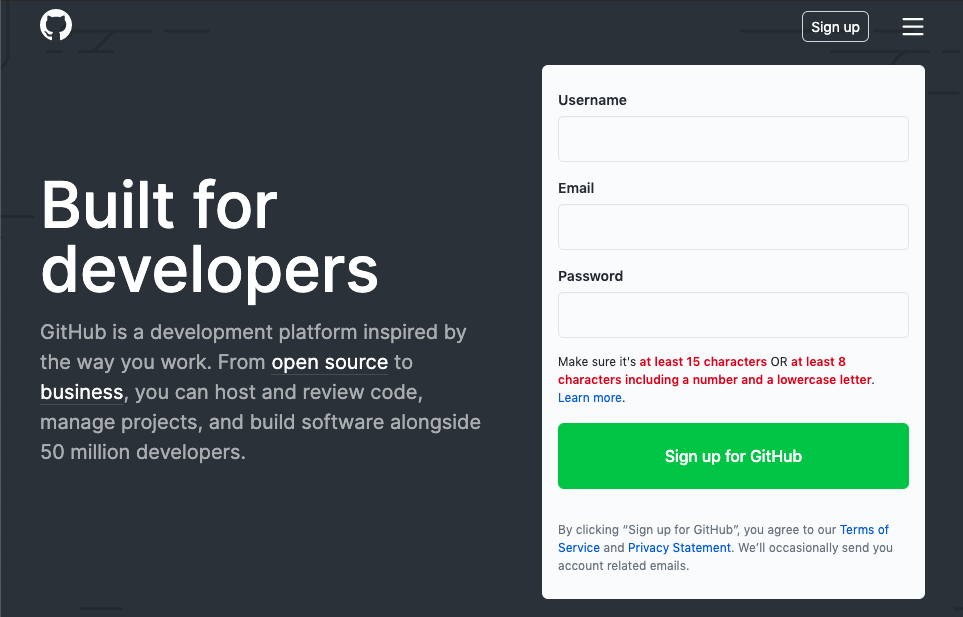 Sign up
Built for
developers
GitHub is a development platform inspired by
the way you work. From open source to
business, you can host and review code,
manage projects, and build software alongside
50 million developers.
Username
Email
Password
Make sure it's at least 15 characters OR at least 8
characters including a number and a lowercase letter.
Learn more.
Sign up for GitHub
By clicking “Sign up for GitHub”, you agree to our Terms of
Service and Privacy Statement. We’ll occasionally send you
account related emails.